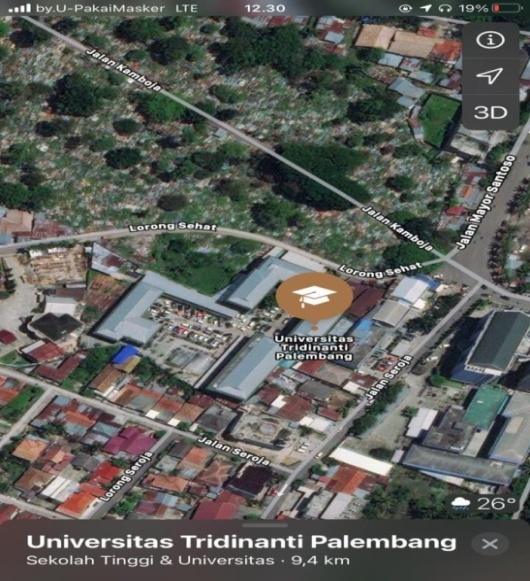 by.U-PakaiMasker LTE 12.30 19%
Jalan Kamboja
3D
Jalan Mayor Santoso
Lorong Sehat
Jalan Kamboja
Lorong Sehat
Universitas
Tridinanti
Palembang
Jalan Seroja
Jalan Seroja
Lorong Seroja
26°
Universitas Tridinanti Palembang
Sekolah Tinggi & Universitas · 9,4 km